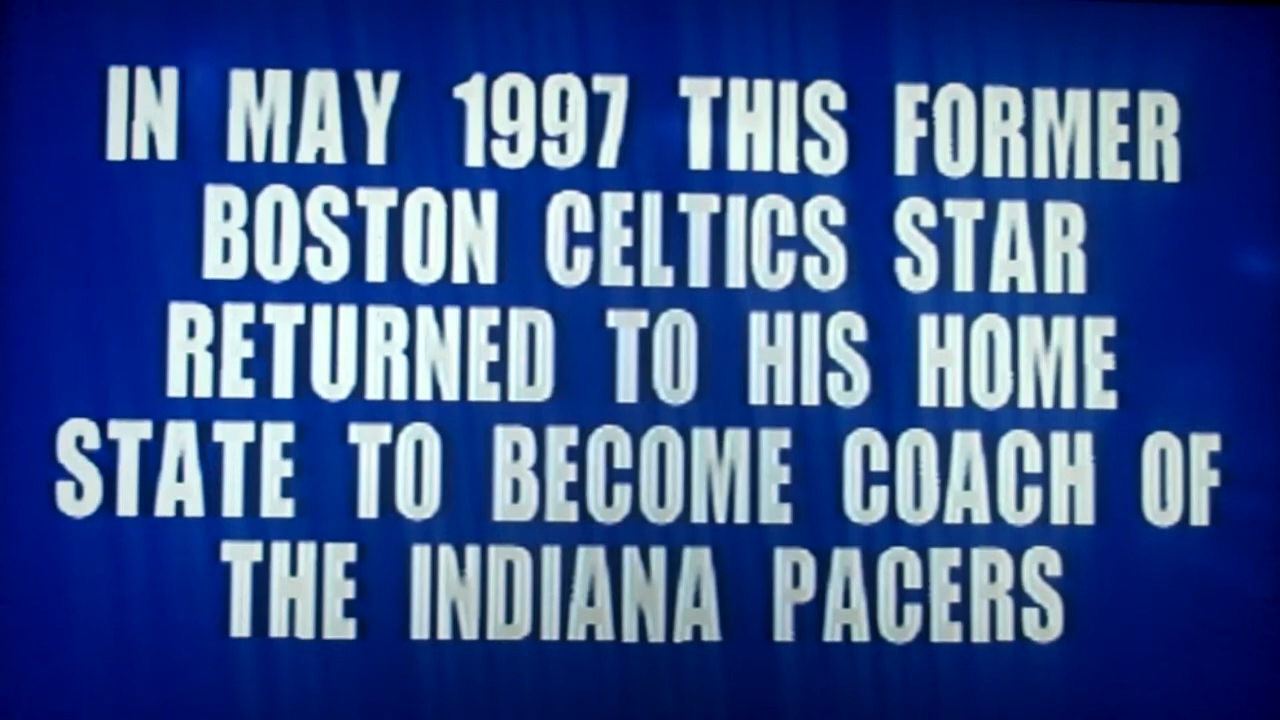 IN MAY 1997 THIS FORMER
BOSTON CELTICS STAR
RETURNED TO HIS HOME
STATE TO BECOME COACH OF
THE INDIANA PACERS